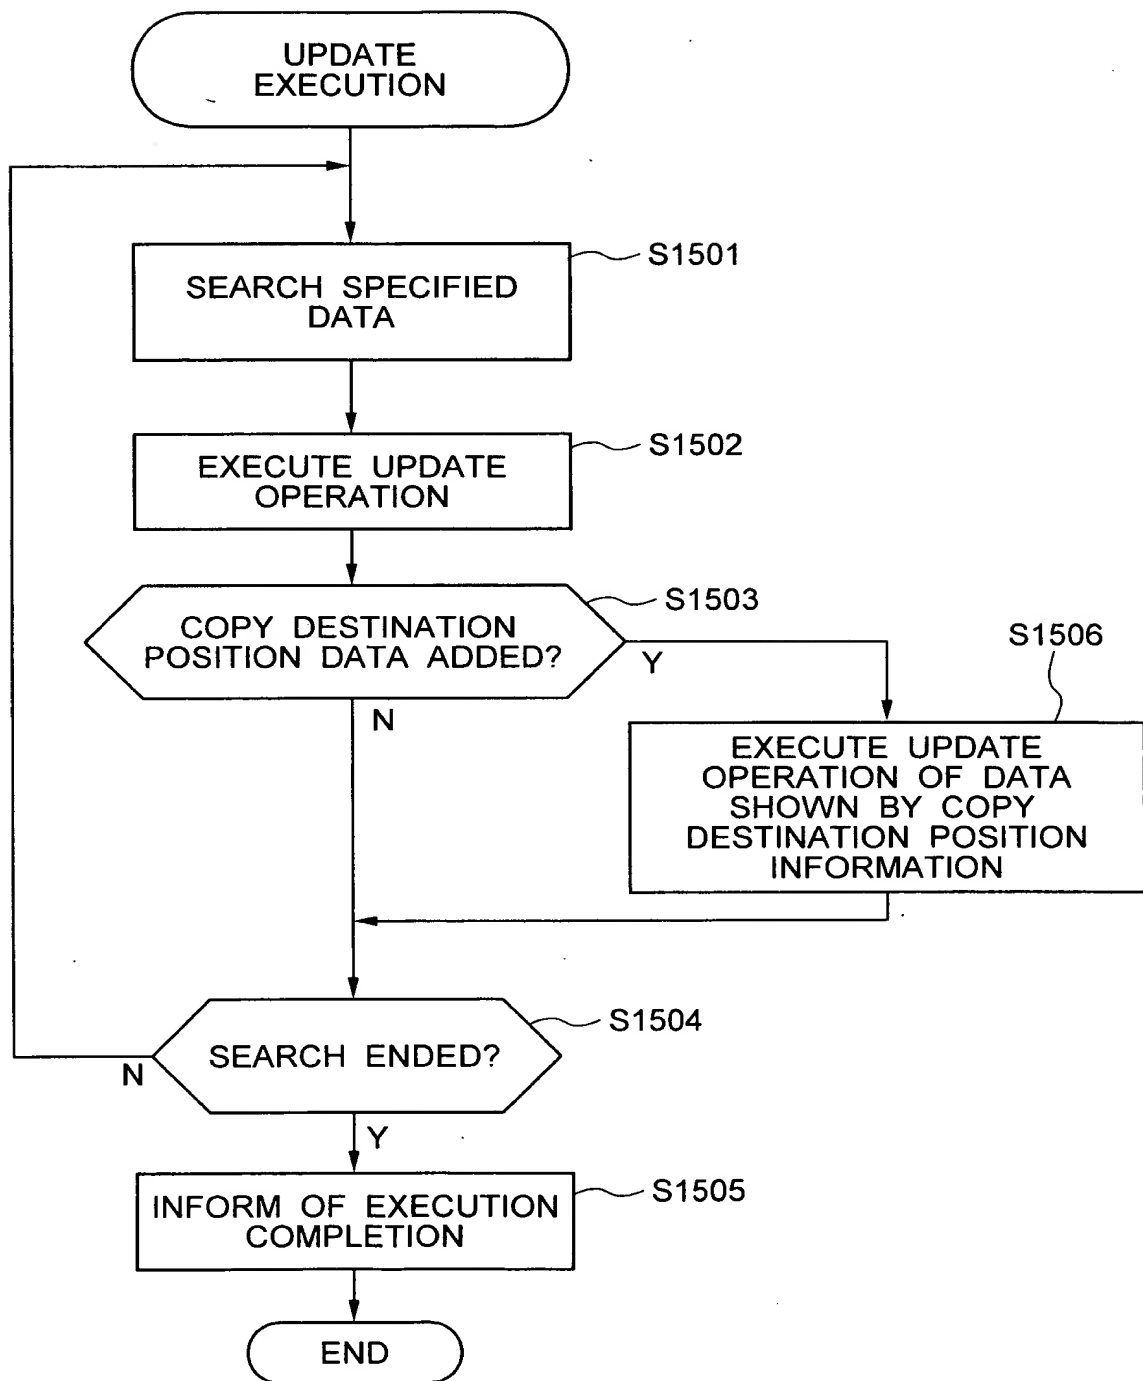 UPDATE
EXECUTION
S1501
SEARCH SPECIFIED
DATA
S1502
EXECUTE UPDATE
OPERATION
S1503
COPY DESTINATION
POSITION DATA ADDED?
Y
N
S1506
EXECUTE UPDATE
OPERATION OF DATA
SHOWN BY COPY
DESTINATION POSITION
INFORMATION
S1504
SEARCH ENDED?
N
Y
S1505
INFORM OF EXECUTION
COMPLETION
END